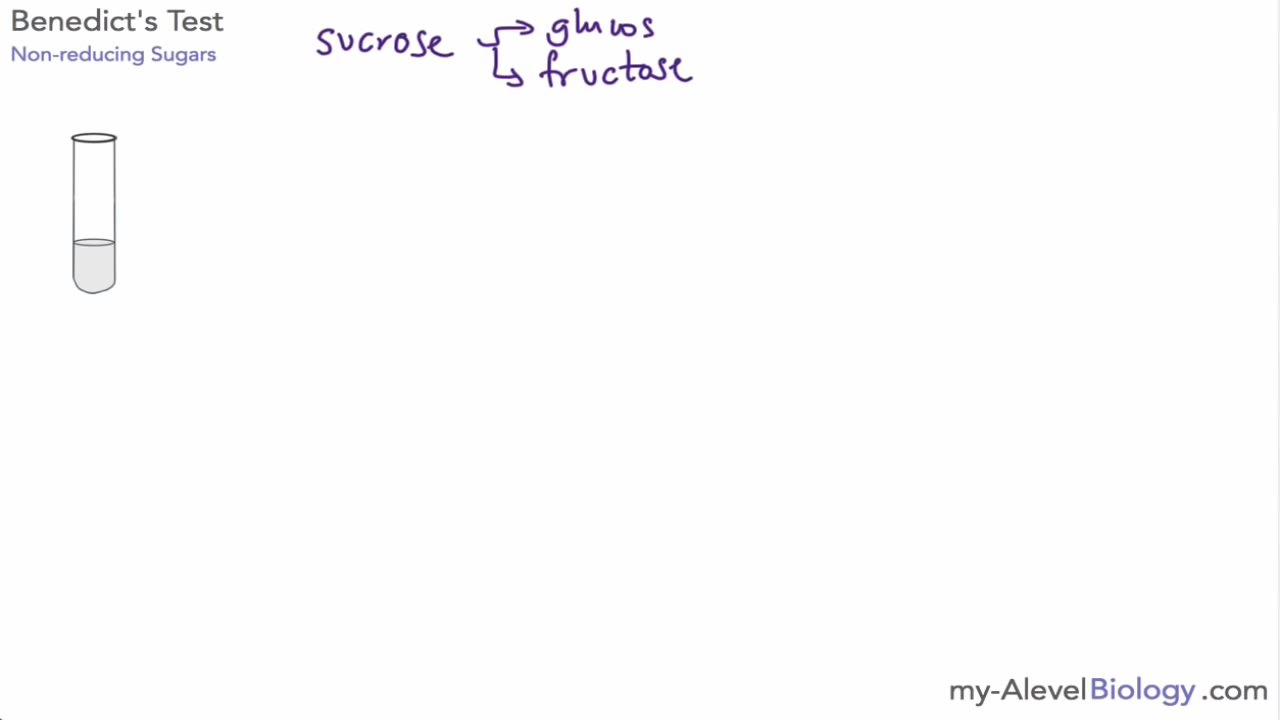 Benedict's Test
Non-reducing Sugars
sucrose
glucos
fructose
my-AlevelBiology.com